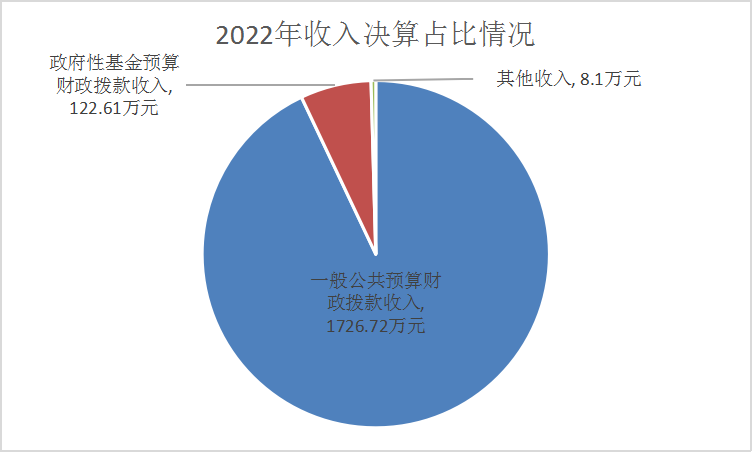 2022年收入决算占比情况
政府性基金预算
财政拨款收入,
122.61万元
其他收入, 8.1万元
一般公共预算财
政拨款收入,
1726.72万元